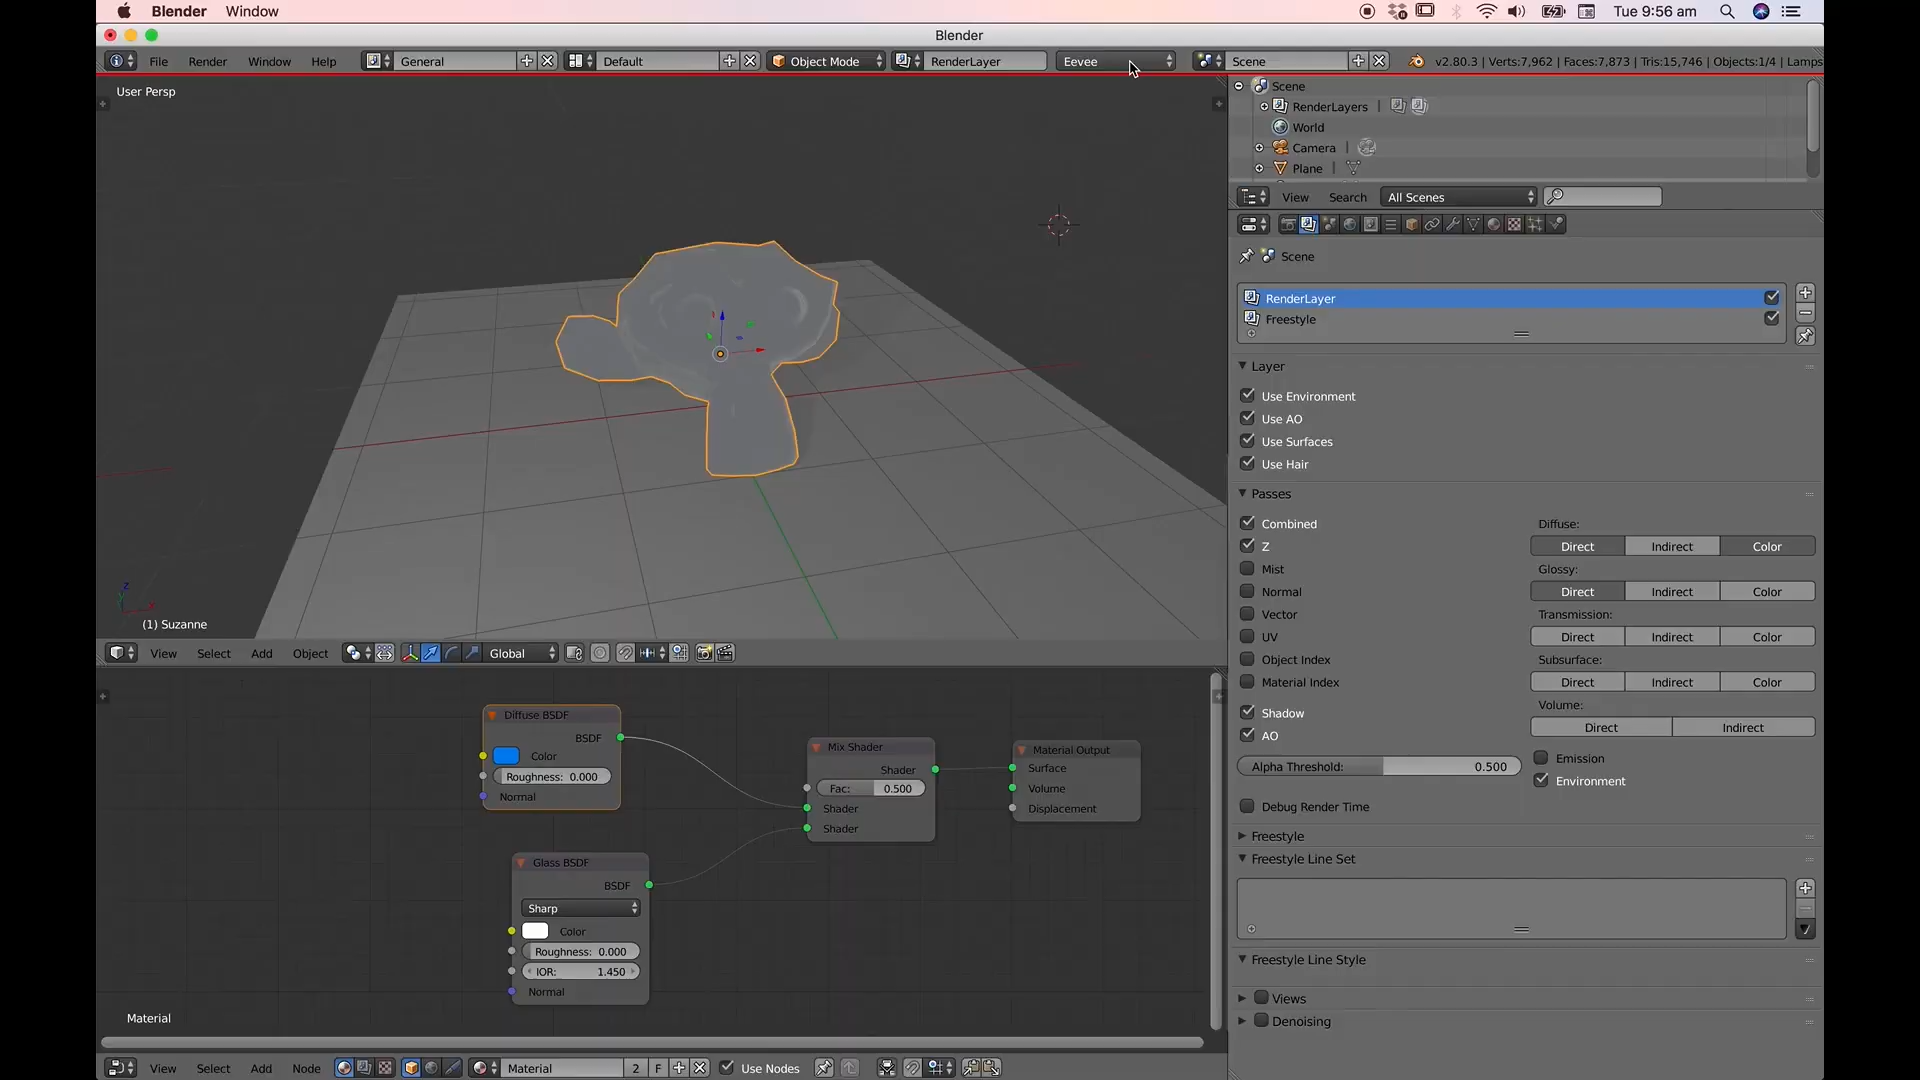 Blender Window Tue 9:56 am
Blender
File Render Window Help General Default Object Mode RenderLayer Eevee Scene v2.80.3 | Verts:7,962 | Faces:7,873 | Tris:15,746 | Objects:1/4 | Lamps
User Persp
(1) Suzanne
View Select Add Object Global
Scene
RenderLayers
World
Camera
Plane
View Search All Scenes
Scene
RenderLayer
Freestyle
Layer
Use Environment
Use AO
Use Surfaces
Use Hair
Passes
Combined
Z
Mist
Normal
Vector
UV
Object Index
Material Index
Shadow
AO
Alpha Threshold: 0.500
Debug Render Time
Diffuse:
Direct Indirect Color
Glossy:
Direct Indirect Color
Transmission:
Direct Indirect Color
Subsurface:
Direct Indirect Color
Volume:
Direct Indirect
Emission
Environment
Freestyle
Freestyle Line Set
Freestyle Line Style
Views
Denoising
Diffuse BSDF
BSDF
Color
Roughness: 0.000
Normal
Glass BSDF
BSDF
Sharp
Color
Roughness: 0.000
IOR: 1.450
Normal
Mix Shader
Shader
Fac: 0.500
Shader
Shader
Material Output
Surface
Volume
Displacement
Material
View Select Add Node Material 2 F Use Nodes